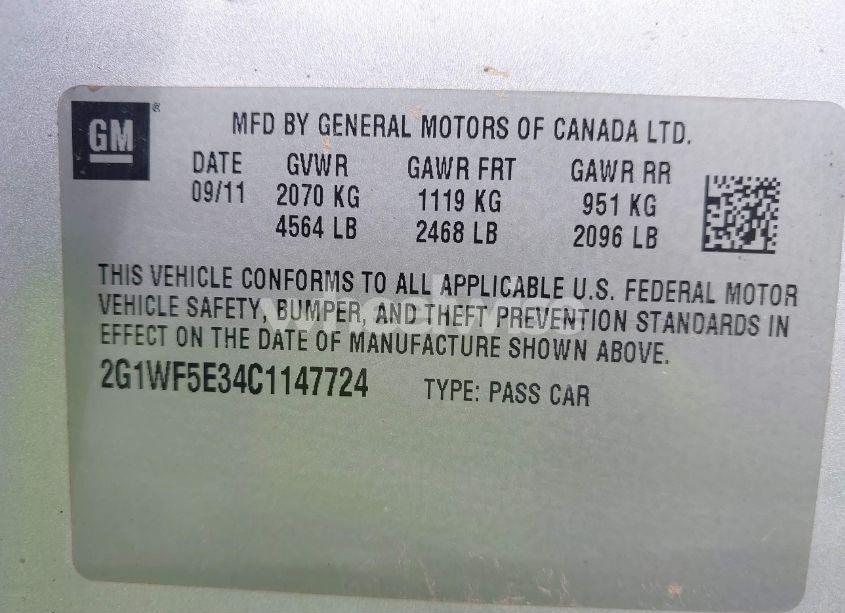 GM ®
MFD BY GENERAL MOTORS OF CANADA LTD.
DATE GVWR GAWR FRT GAWR RR
09/11 2070 KG 1119 KG 951 KG
4564 LB 2468 LB 2096 LB
THIS VEHICLE CONFORMS TO ALL APPLICABLE U.S. FEDERAL MOTOR
VEHICLE SAFETY, BUMPER, AND THEFT PREVENTION STANDARDS IN
EFFECT ON THE DATE OF MANUFACTURE SHOWN ABOVE.
2G1WF5E34C1147724 TYPE: PASS CAR